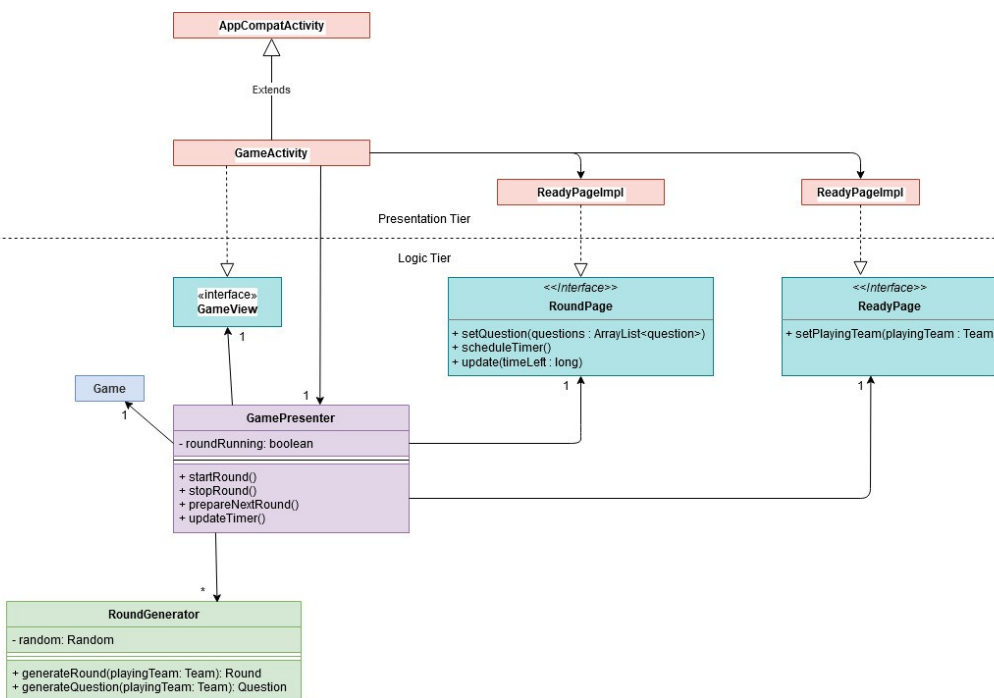 AppCompatActivity
Extends
GameActivity
ReadyPageImpl
ReadyPageImpl
Presentation Tier
Logic Tier
«interface»
GameView
1
<<Interface>>
RoundPage
+ setQuestion(questions : ArrayList<question>)
+ scheduleTimer()
+ update(timeLeft : long)
1
<<Interface>>
ReadyPage
+ setPlayingTeam(playingTeam : Team
1
Game
1
1
GamePresenter
- roundRunning: boolean
+ startRound()
+ stopRound()
+ prepareNextRound()
+ updateTimer()
*
RoundGenerator
- random: Random
+ generateRound(playingTeam: Team): Round
+ generateQuestion(playingTeam: Team): Question